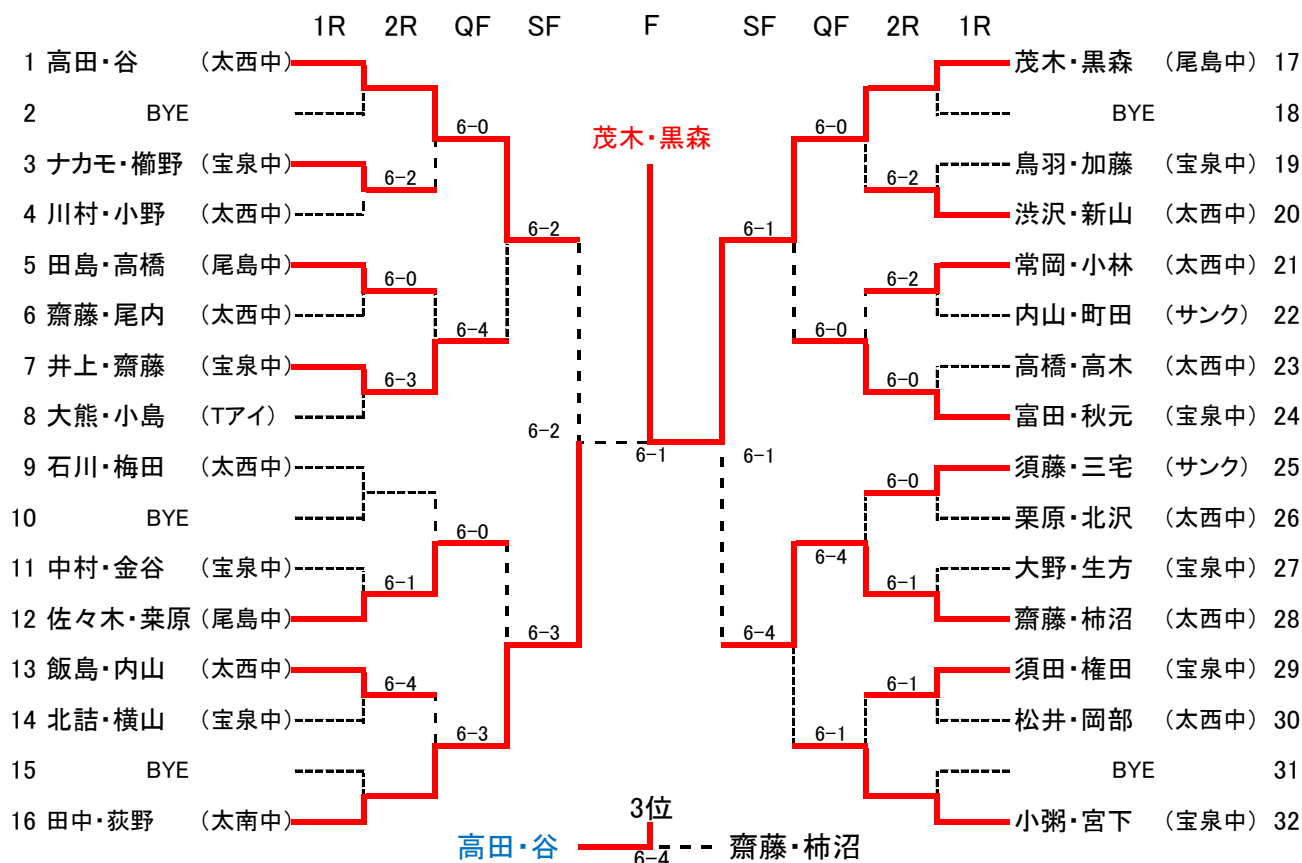 1R 2R QF SF F SF QF 2R 1R
1 高田・谷 （太西中） 茂木・黒森 （尾島中） 17
2 BYE BYE 18
6-0 6-0
茂木・黒森
3 ナカモ・櫛野 （宝泉中） 鳥羽・加藤 （宝泉中） 19
6-2 6-2
4 川村・小野 （太西中） 渋沢・新山 （太西中） 20
6-2 6-1
5 田島・高橋 （尾島中） 常岡・小林 （太西中） 21
6-0 6-2
6 齋藤・尾内 （太西中） 内山・町田 （サンク） 22
6-4 6-0
7 井上・齋藤 （宝泉中） 高橋・高木 （太西中） 23
6-3 6-0
8 大熊・小島 （Tアイ） 富田・秋元 （宝泉中） 24
6-2
6-1 6-1
9 石川・梅田 （太西中） 須藤・三宅 （サンク） 25
6-0
10 BYE 栗原・北沢 （太西中） 26
6-0 6-4
11 中村・金谷 （宝泉中） 大野・生方 （宝泉中） 27
6-1 6-1
12 佐々木・桒原 （尾島中） 齋藤・柿沼 （太西中） 28
6-3 6-4
13 飯島・内山 （太西中） 須田・権田 （宝泉中） 29
6-4 6-1
14 北詰・横山 （宝泉中） 松井・岡部 （太西中） 30
6-3 6-1
15 BYE BYE 31
16 田中・荻野 （太南中） 小粥・宮下 （宝泉中） 32
3位
高田・谷 6-4 齋藤・柿沼